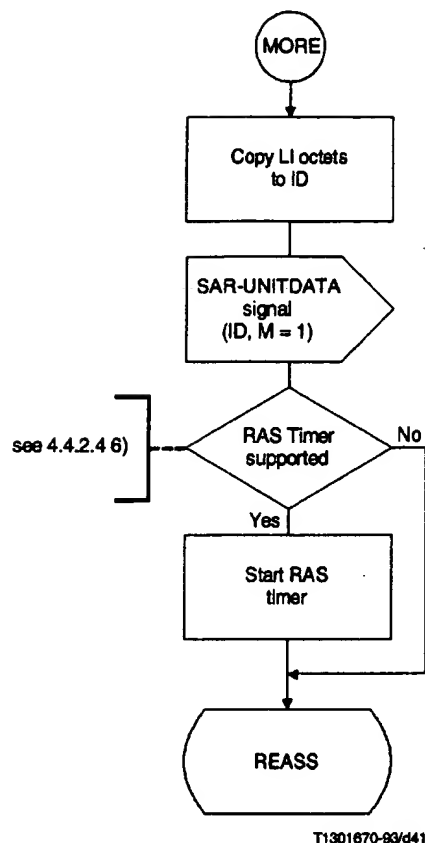 MORE
Copy LI octets
to ID
SAR-UNITDATA
signal
(ID, M = 1)
see 4.4.2.4 6)
RAS Timer
supported
No
Yes
Start RAS
timer
REASS
T1301670-93/d41